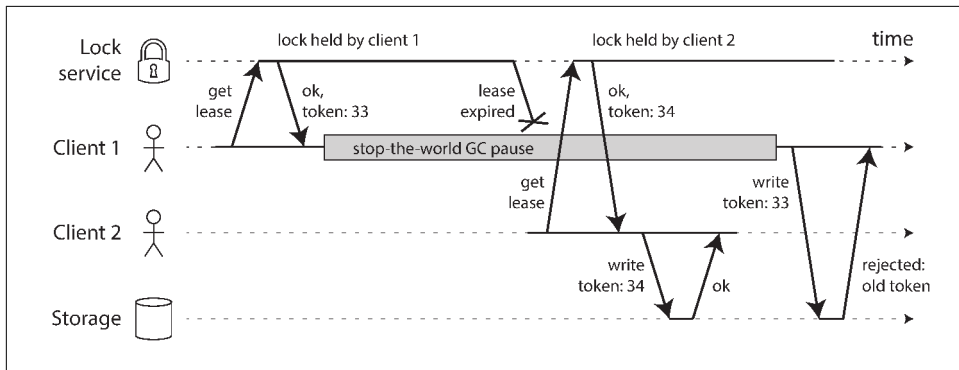 lock held by client 1
lock held by client 2
time
Lock
service
get
lease
ok,
token: 33
lease
expired
ok,
token: 34
Client 1
stop-the-world GC pause
get
lease
write
token: 33
Client 2
write
token: 34
ok
rejected:
old token
Storage